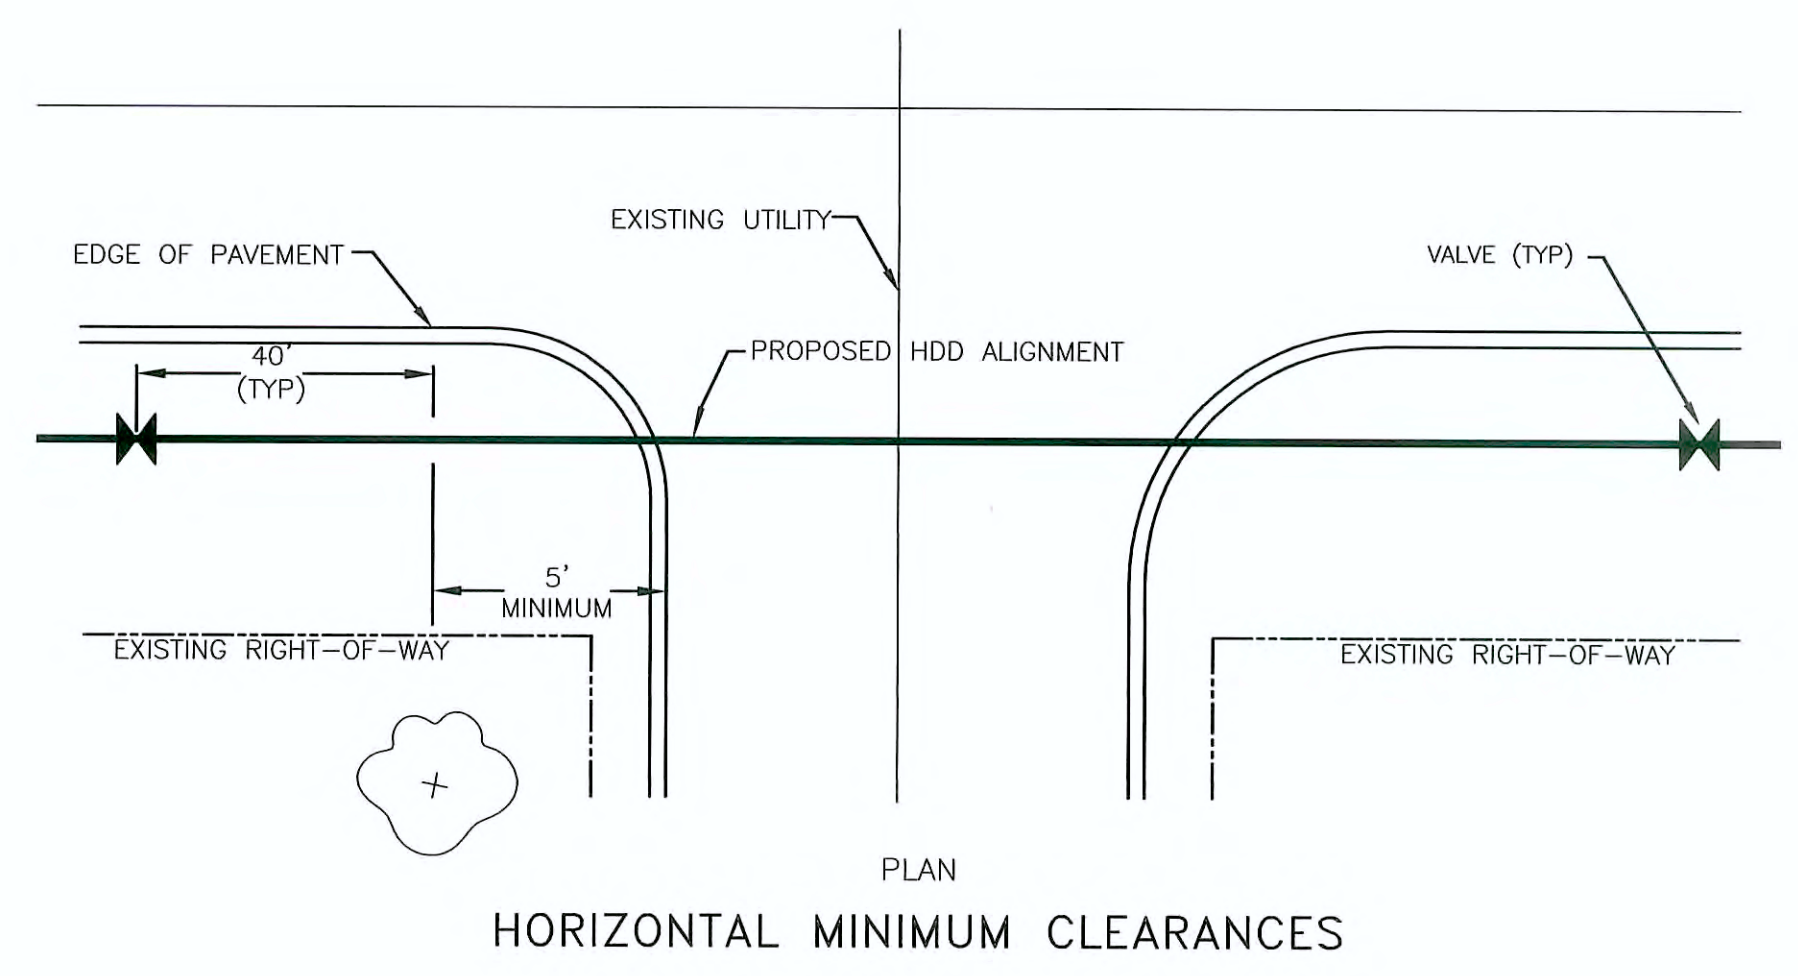 EXISTING UTILITY
EDGE OF PAVEMENT
VALVE (TYP)
PROPOSED HDD ALIGNMENT
40'
(TYP)
5'
MINIMUM
EXISTING RIGHT-OF-WAY
EXISTING RIGHT-OF-WAY
PLAN
HORIZONTAL MINIMUM CLEARANCES